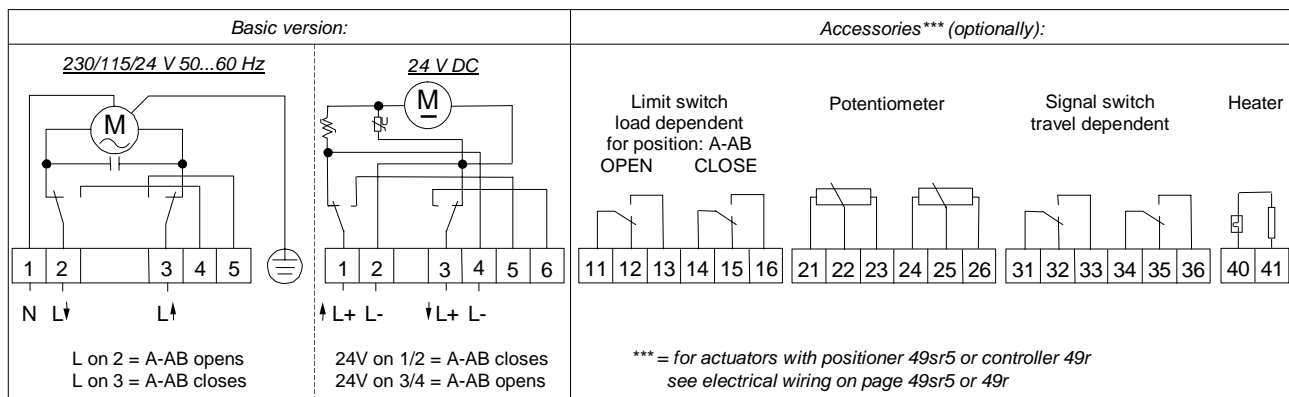 Basic version:
Accessories*** (optionally):
230/115/24 V 50...60 Hz
24 V DC
M
M
Limit switch
load dependent
for position: A-AB
OPEN CLOSE
Potentiometer
Signal switch
travel dependent
Heater
1 2 3 4 5
1 2 3 4 5 6
11 12 13 14 15 16
21 22 23 24 25 26
31 32 33 34 35 36
40 41
N L L
L+ L- L+ L-
L on 2 = A-AB opens
L on 3 = A-AB closes
24V on 1/2 = A-AB closes
24V on 3/4 = A-AB opens
*** = for actuators with positioner 49sr5 or controller 49r
see electrical wiring on page 49sr5 or 49r